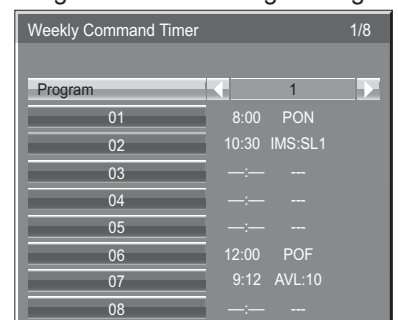 Weekly Command Timer 1/8
Program 1
01 8:00 PON
02 10:30 IMS:SL1
03 —:— ---
04 —:— ---
05 —:— ---
06 12:00 POF
07 9:12 AVL:10
08 —:— ---